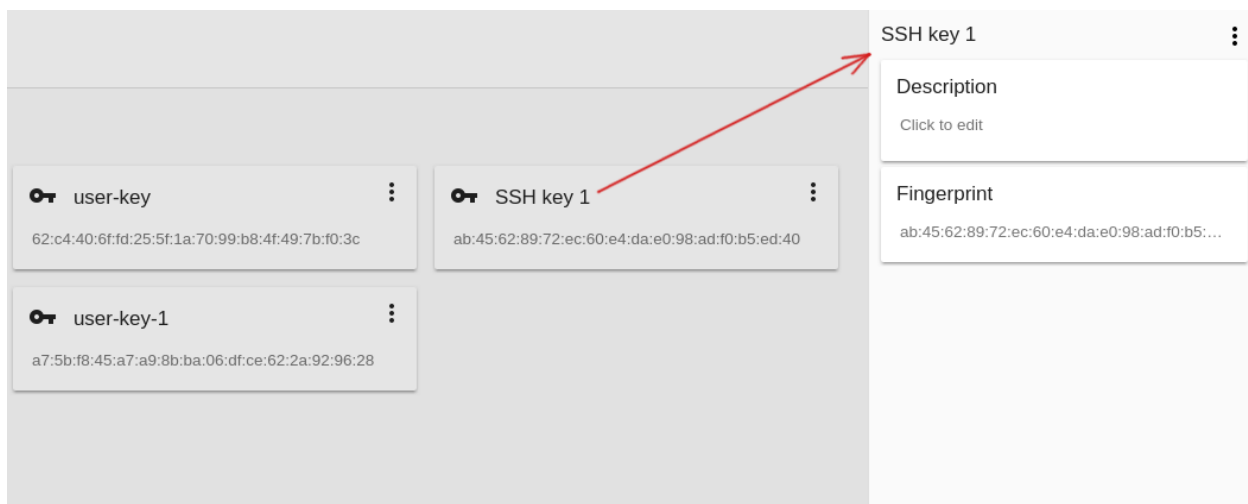 user-key
62:c4:40:6f:fd:25:5f:1a:70:99:b8:4f:49:7b:f0:3c
SSH key 1
ab:45:62:89:72:ec:60:e4:da:e0:98:ad:f0:b5:ed:40
user-key-1
a7:5b:f8:45:a7:a9:8b:ba:06:df:ce:62:2a:92:96:28
SSH key 1
Description
Click to edit
Fingerprint
ab:45:62:89:72:ec:60:e4:da:e0:98:ad:f0:b5:…